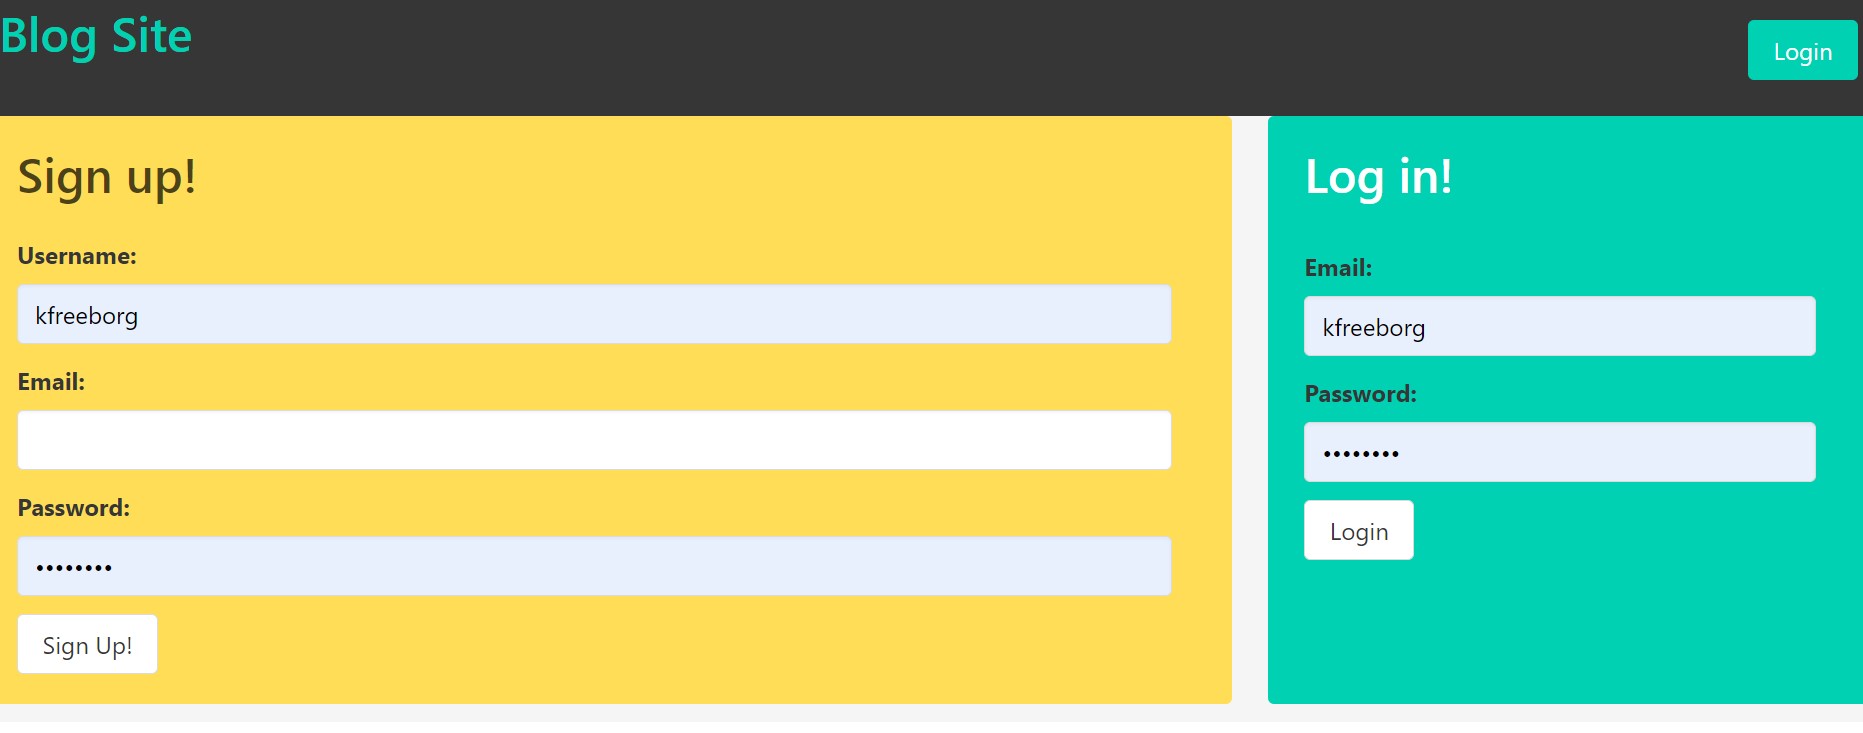 Blog Site
Login
Sign up!
Username:
kfreeborg
Email:
Password:
••••••••
Sign Up!
Log in!
Email:
kfreeborg
Password:
••••••••
Login